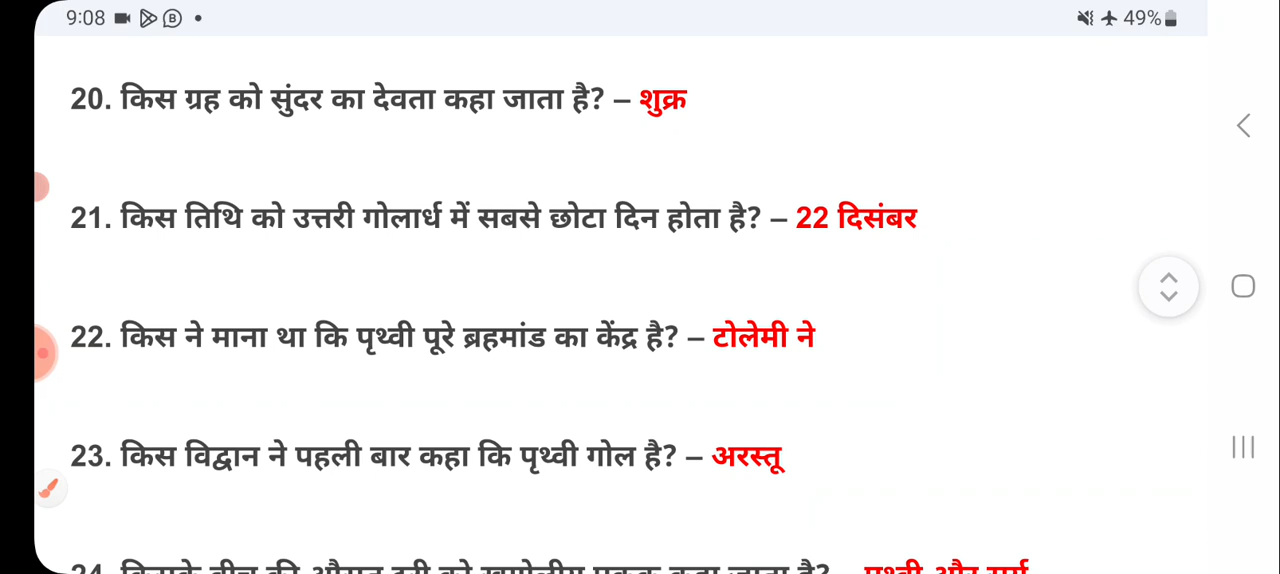 9:08
49%
20. किस ग्रह को सुंदर का देवता कहा जाता है? – शुक्र
21. किस तिथि को उत्तरी गोलार्ध में सबसे छोटा दिन होता है? – 22 दिसंबर
22. किस ने माना था कि पृथ्वी पूरे ब्रहमांड का केंद्र है? – टोलेमी ने
23. किस विद्वान ने पहली बार कहा कि पृथ्वी गोल है? – अरस्तू